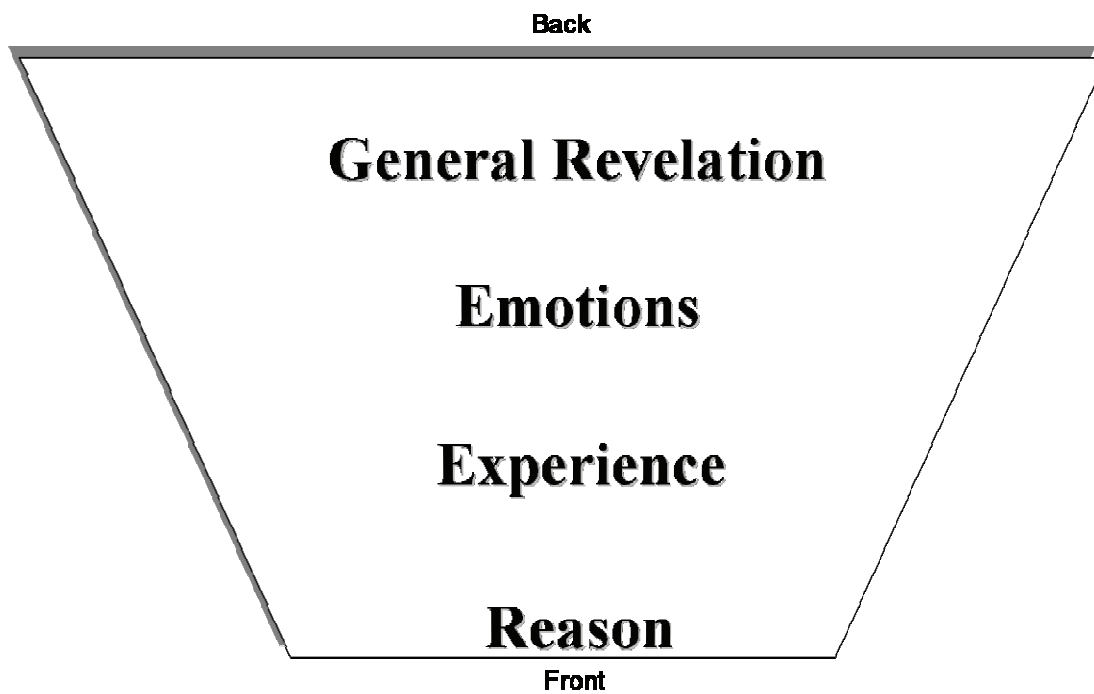 Back
General Revelation
Emotions
Experience
Reason
Front